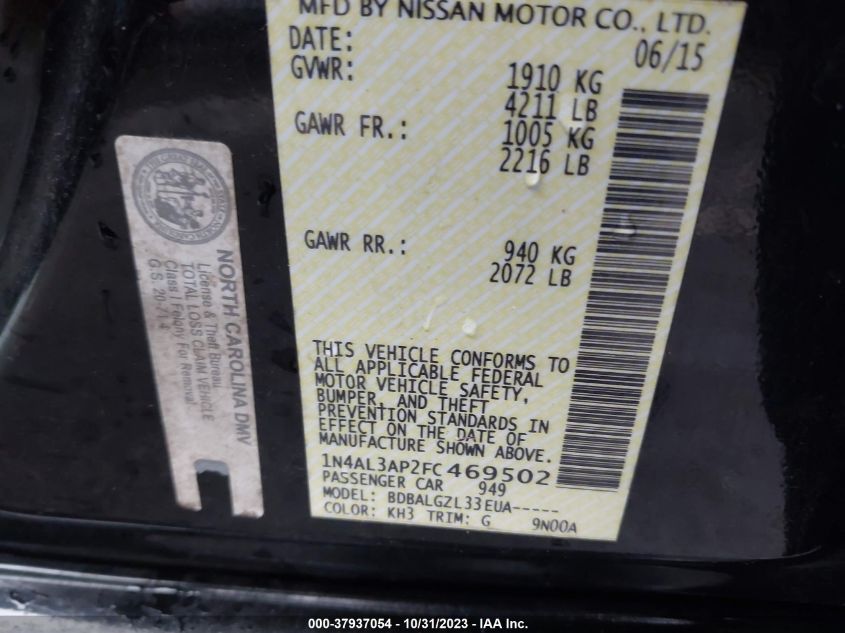 MFD BY NISSAN MOTOR CO., LTD.
DATE: 06/15
GVWR: 1910 KG
4211 LB
GAWR FR.: 1005 KG
2216 LB
GAWR RR.: 940 KG
2072 LB
THIS VEHICLE CONFORMS TO
ALL APPLICABLE FEDERAL
MOTOR VEHICLE SAFETY,
BUMPER, AND THEFT
PREVENTION STANDARDS IN
EFFECT ON THE DATE OF
MANUFACTURE SHOWN ABOVE.
1N4AL3AP2FC469502
PASSENGER CAR 949
MODEL: BDBALGZL33EUA-----
COLOR: KH3 TRIM: G 9N00A
NORTH CAROLINA DMV
License & Theft Bureau
TOTAL LOSS CLAIM VEHICLE
Class I Felony For Removal
G.S. 20-71.4
000-37937054 - 10/31/2023 - IAA Inc.